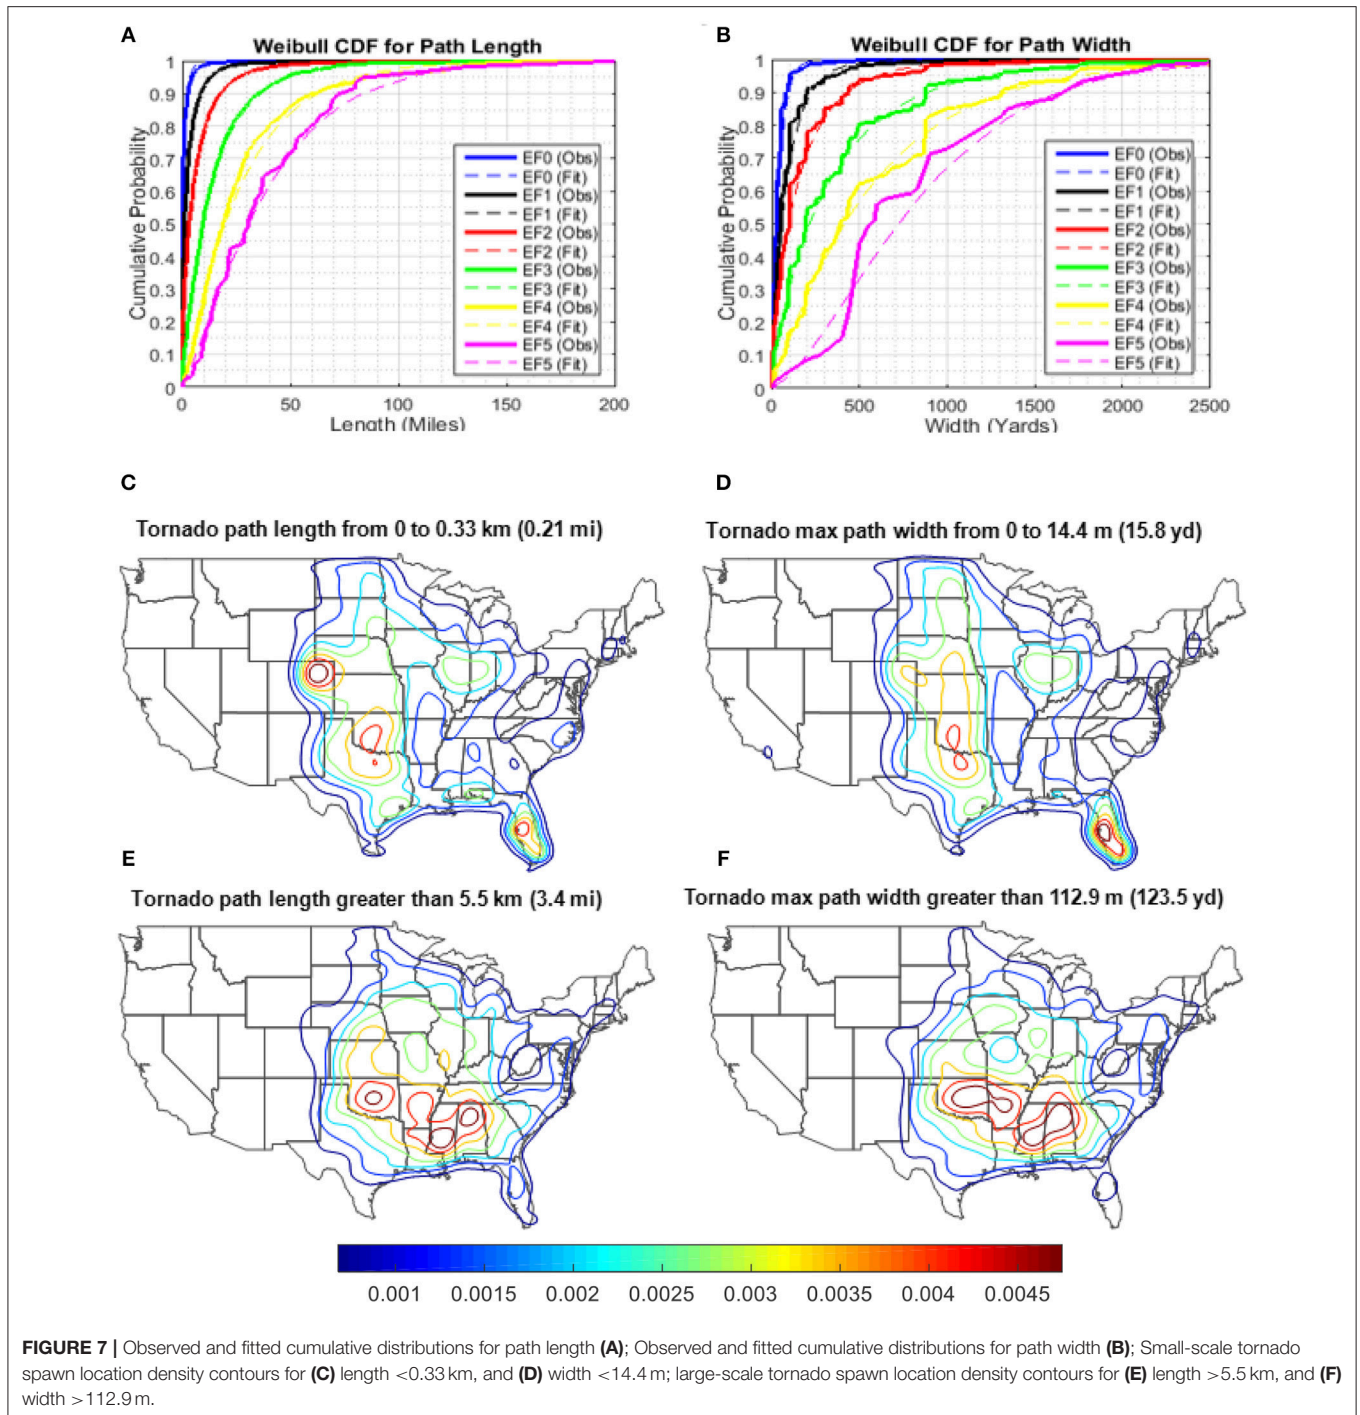 A
Weibull CDF for Path Length
Cumulative Probability
1
0.9
0.8
0.7
0.6
0.5
0.4
0.3
0.2
0.1
0
0
50
100
150
200
Length (Miles)
EF0 (Obs)
EF0 (Fit)
EF1 (Obs)
EF1 (Fit)
EF2 (Obs)
EF2 (Fit)
EF3 (Obs)
EF3 (Fit)
EF4 (Obs)
EF4 (Fit)
EF5 (Obs)
EF5 (Fit)
B
Weibull CDF for Path Width
Cumulative Probability
1
0.9
0.8
0.7
0.6
0.5
0.4
0.3
0.2
0.1
0
0
500
1000
1500
2000
2500
Width (Yards)
EF0 (Obs)
EF0 (Fit)
EF1 (Obs)
EF1 (Fit)
EF2 (Obs)
EF2 (Fit)
EF3 (Obs)
EF3 (Fit)
EF4 (Obs)
EF4 (Fit)
EF5 (Obs)
EF5 (Fit)
C
Tornado path length from 0 to 0.33 km (0.21 mi)
D
Tornado max path width from 0 to 14.4 m (15.8 yd)
E
Tornado path length greater than 5.5 km (3.4 mi)
F
Tornado max path width greater than 112.9 m (123.5 yd)
0.001
0.0015
0.002
0.0025
0.003
0.0035
0.004
0.0045
FIGURE 7 | Observed and fitted cumulative distributions for path length (A); Observed and fitted cumulative distributions for path width (B); Small-scale tornado
spawn location density contours for (C) length <0.33 km, and (D) width <14.4 m; large-scale tornado spawn location density contours for (E) length >5.5 km, and (F)
width >112.9 m.